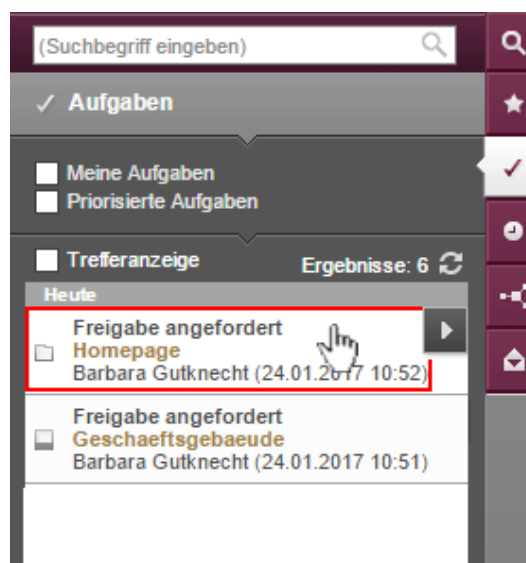 (Suchbegriff eingeben)
Aufgaben
Meine Aufgaben
Priorisierte Aufgaben
Trefferanzeige Ergebnisse: 6
Heute
Freigabe angefordert
Homepage
Barbara Gutknecht (24.01.2017 10:52)
Freigabe angefordert
Geschaeftsgebaeude
Barbara Gutknecht (24.01.2017 10:51)